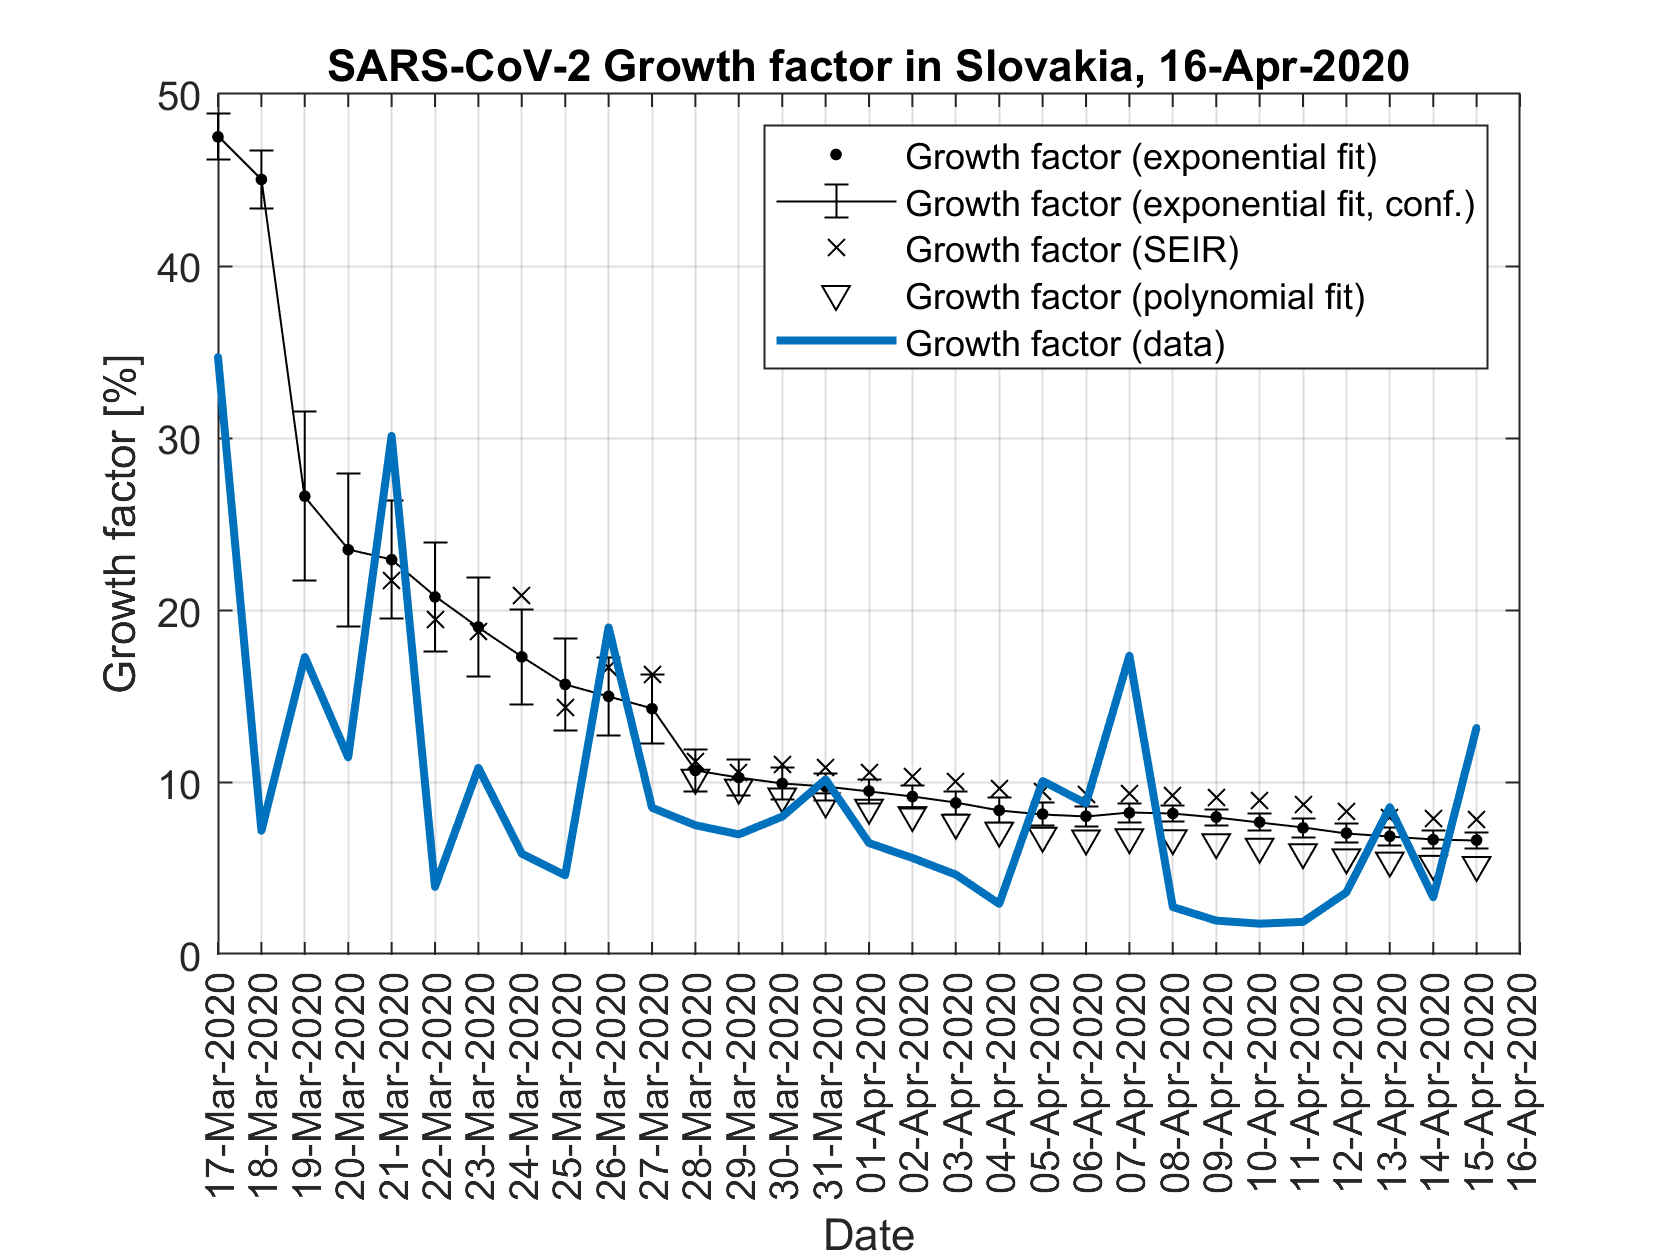 SARS-CoV-2 Growth factor in Slovakia, 16-Apr-2020
50
40
30
20
10
0
Growth factor [%]
Growth factor (exponential fit)
Growth factor (exponential fit, conf.)
Growth factor (SEIR)
Growth factor (polynomial fit)
Growth factor (data)
17-Mar-2020
18-Mar-2020
19-Mar-2020
20-Mar-2020
21-Mar-2020
22-Mar-2020
23-Mar-2020
24-Mar-2020
25-Mar-2020
26-Mar-2020
27-Mar-2020
28-Mar-2020
29-Mar-2020
30-Mar-2020
31-Mar-2020
01-Apr-2020
02-Apr-2020
03-Apr-2020
04-Apr-2020
05-Apr-2020
06-Apr-2020
07-Apr-2020
08-Apr-2020
09-Apr-2020
10-Apr-2020
11-Apr-2020
12-Apr-2020
13-Apr-2020
14-Apr-2020
15-Apr-2020
16-Apr-2020
Date